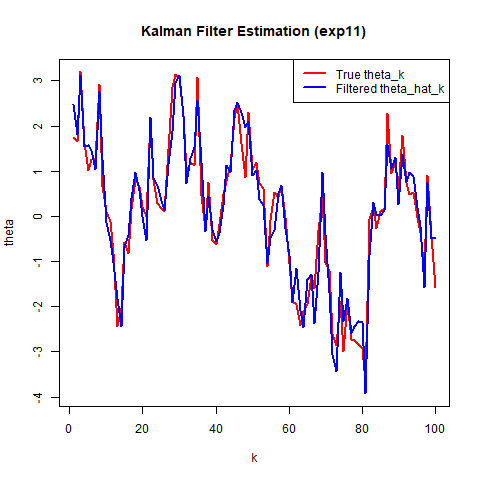 Kalman Filter Estimation (exp11)
True theta_k
Filtered theta_hat_k
theta
3
2
1
0
-1
-2
-3
-4
0 20 40 60 80 100
k